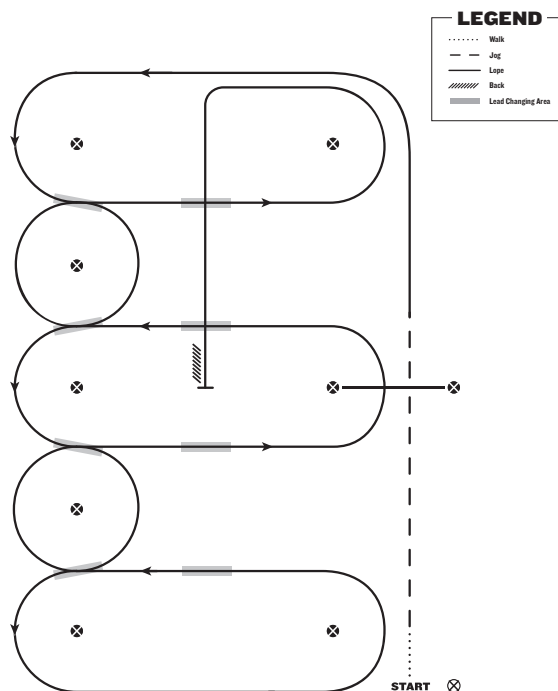 LEGEND
Walk
Jog
Lope
Back
Lead Changing Area
START